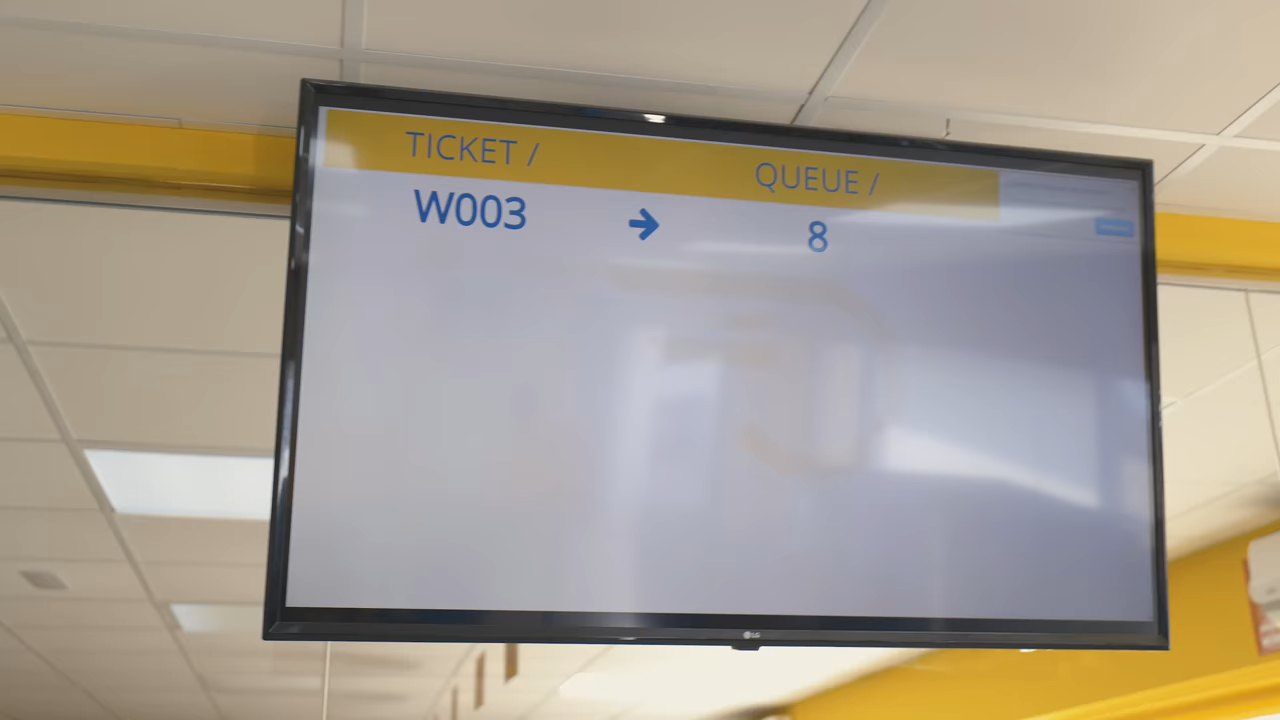 TICKET / QUEUE /
W003 → 8
LG